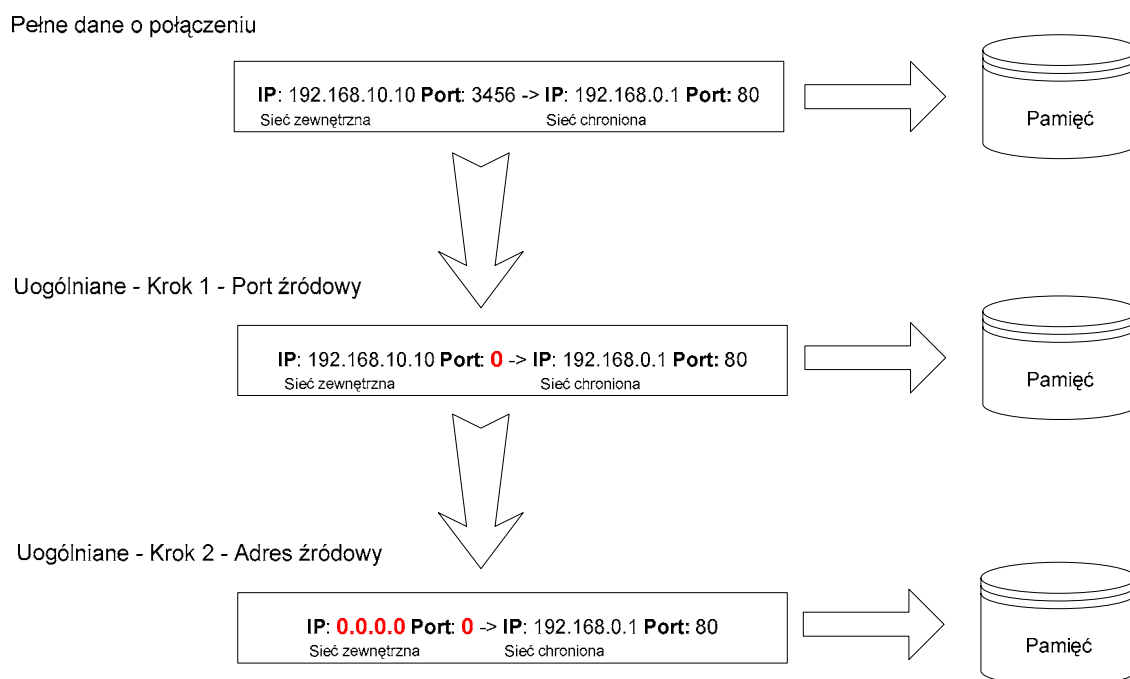 Pełne dane o połączeniu
IP: 192.168.10.10 Port: 3456 -> IP: 192.168.0.1 Port: 80
Sieć zewnętrzna Sieć chroniona
Pamięć
Uogólniane - Krok 1 - Port źródowy
IP: 192.168.10.10 Port: 0 -> IP: 192.168.0.1 Port: 80
Sieć zewnętrzna Sieć chroniona
Pamięć
Uogólniane - Krok 2 - Adres źródowy
IP: 0.0.0.0 Port: 0 -> IP: 192.168.0.1 Port: 80
Sieć zewnętrzna Sieć chroniona
Pamięć